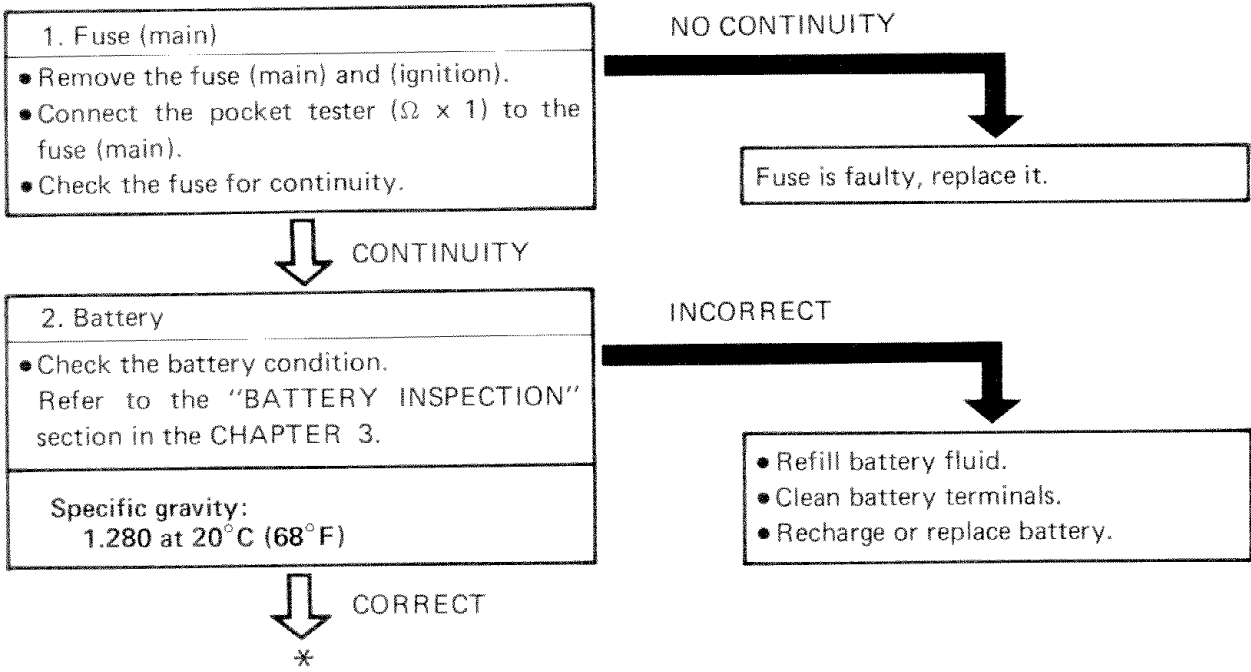 1. Fuse (main)
• Remove the fuse (main) and (ignition).
• Connect the pocket tester (Ω x 1) to the
fuse (main).
• Check the fuse for continuity.
NO CONTINUITY
Fuse is faulty, replace it.
CONTINUITY
2. Battery
• Check the battery condition.
Refer to the "BATTERY INSPECTION"
section in the CHAPTER 3.
Specific gravity:
1.280 at 20°C (68°F)
INCORRECT
• Refill battery fluid.
• Clean battery terminals.
• Recharge or replace battery.
CORRECT
*